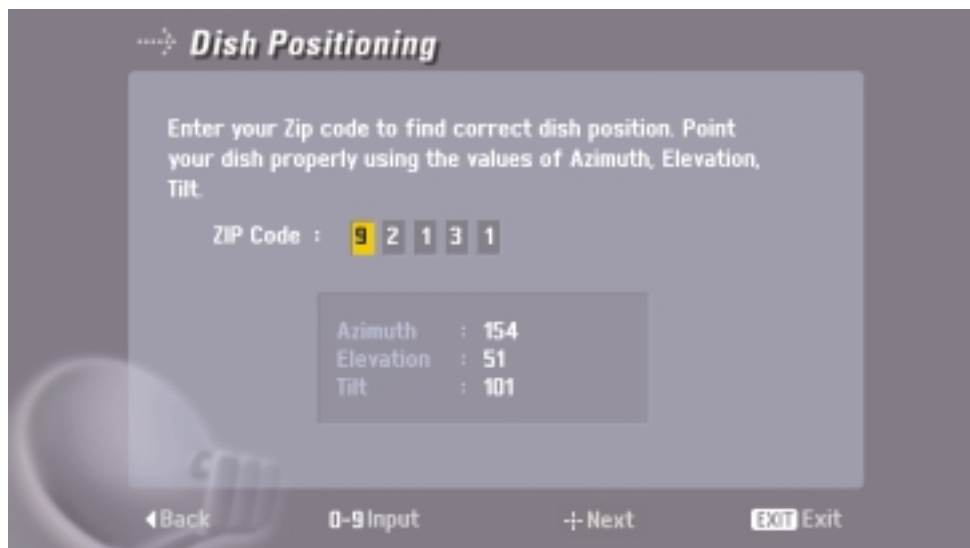 Dish Positioning
Enter your Zip code to find correct dish position. Point
your dish properly using the values of Azimuth, Elevation,
Tilt.
ZIP Code : 9 2 1 3 1
Azimuth : 154
Elevation : 51
Tilt : 101
Back 0-9 Input Next EXIT Exit